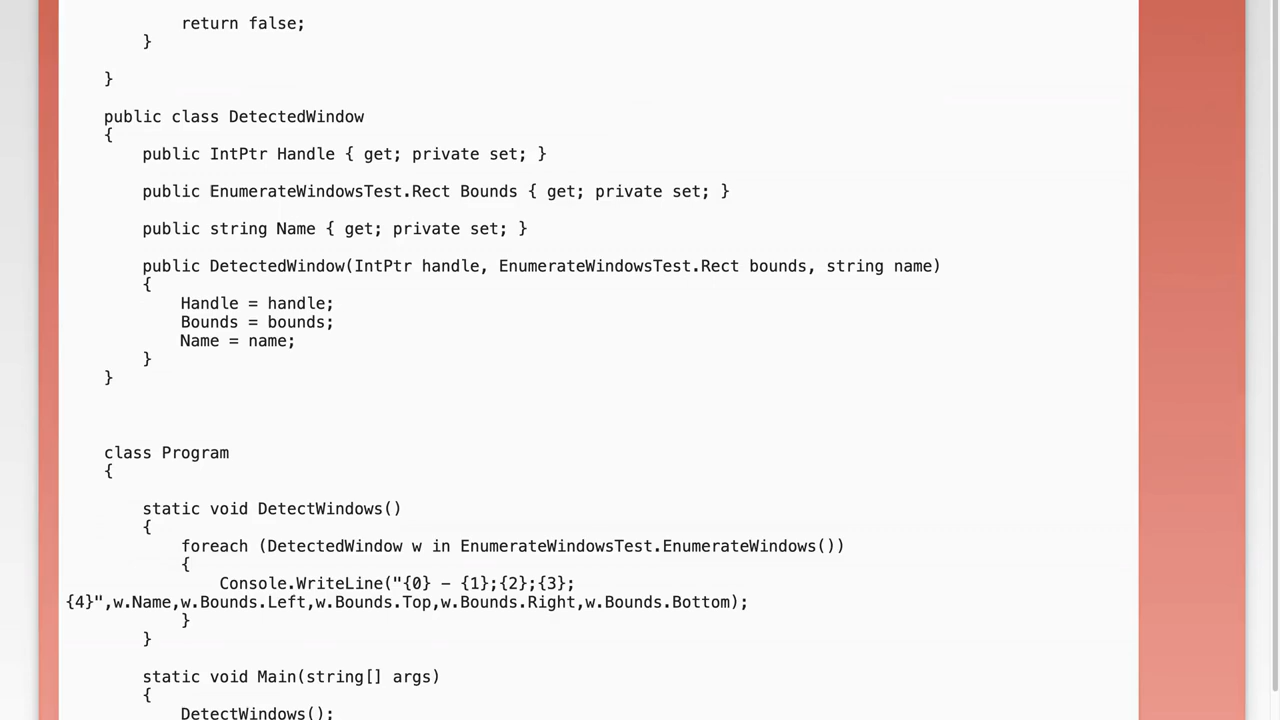 return false;
}
}
public class DetectedWindow
{
public IntPtr Handle { get; private set; }
public EnumerateWindowsTest.Rect Bounds { get; private set; }
public string Name { get; private set; }
public DetectedWindow(IntPtr handle, EnumerateWindowsTest.Rect bounds, string name)
{
Handle = handle;
Bounds = bounds;
Name = name;
}
}
class Program
{
static void DetectWindows()
{
foreach (DetectedWindow w in EnumerateWindowsTest.EnumerateWindows())
{
Console.WriteLine("{0} – {1};{2};{3};
{4}",w.Name,w.Bounds.Left,w.Bounds.Top,w.Bounds.Right,w.Bounds.Bottom);
}
}
static void Main(string[] args)
{
DetectWindows();